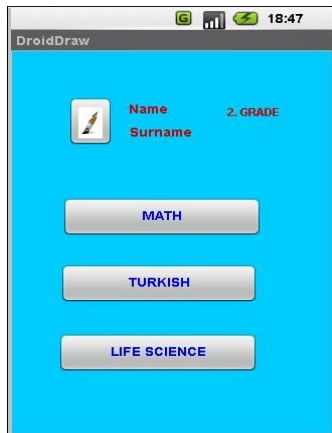 G 18:47
DroidDraw
Name 2. GRADE
Surname
MATH
TURKISH
LIFE SCIENCE